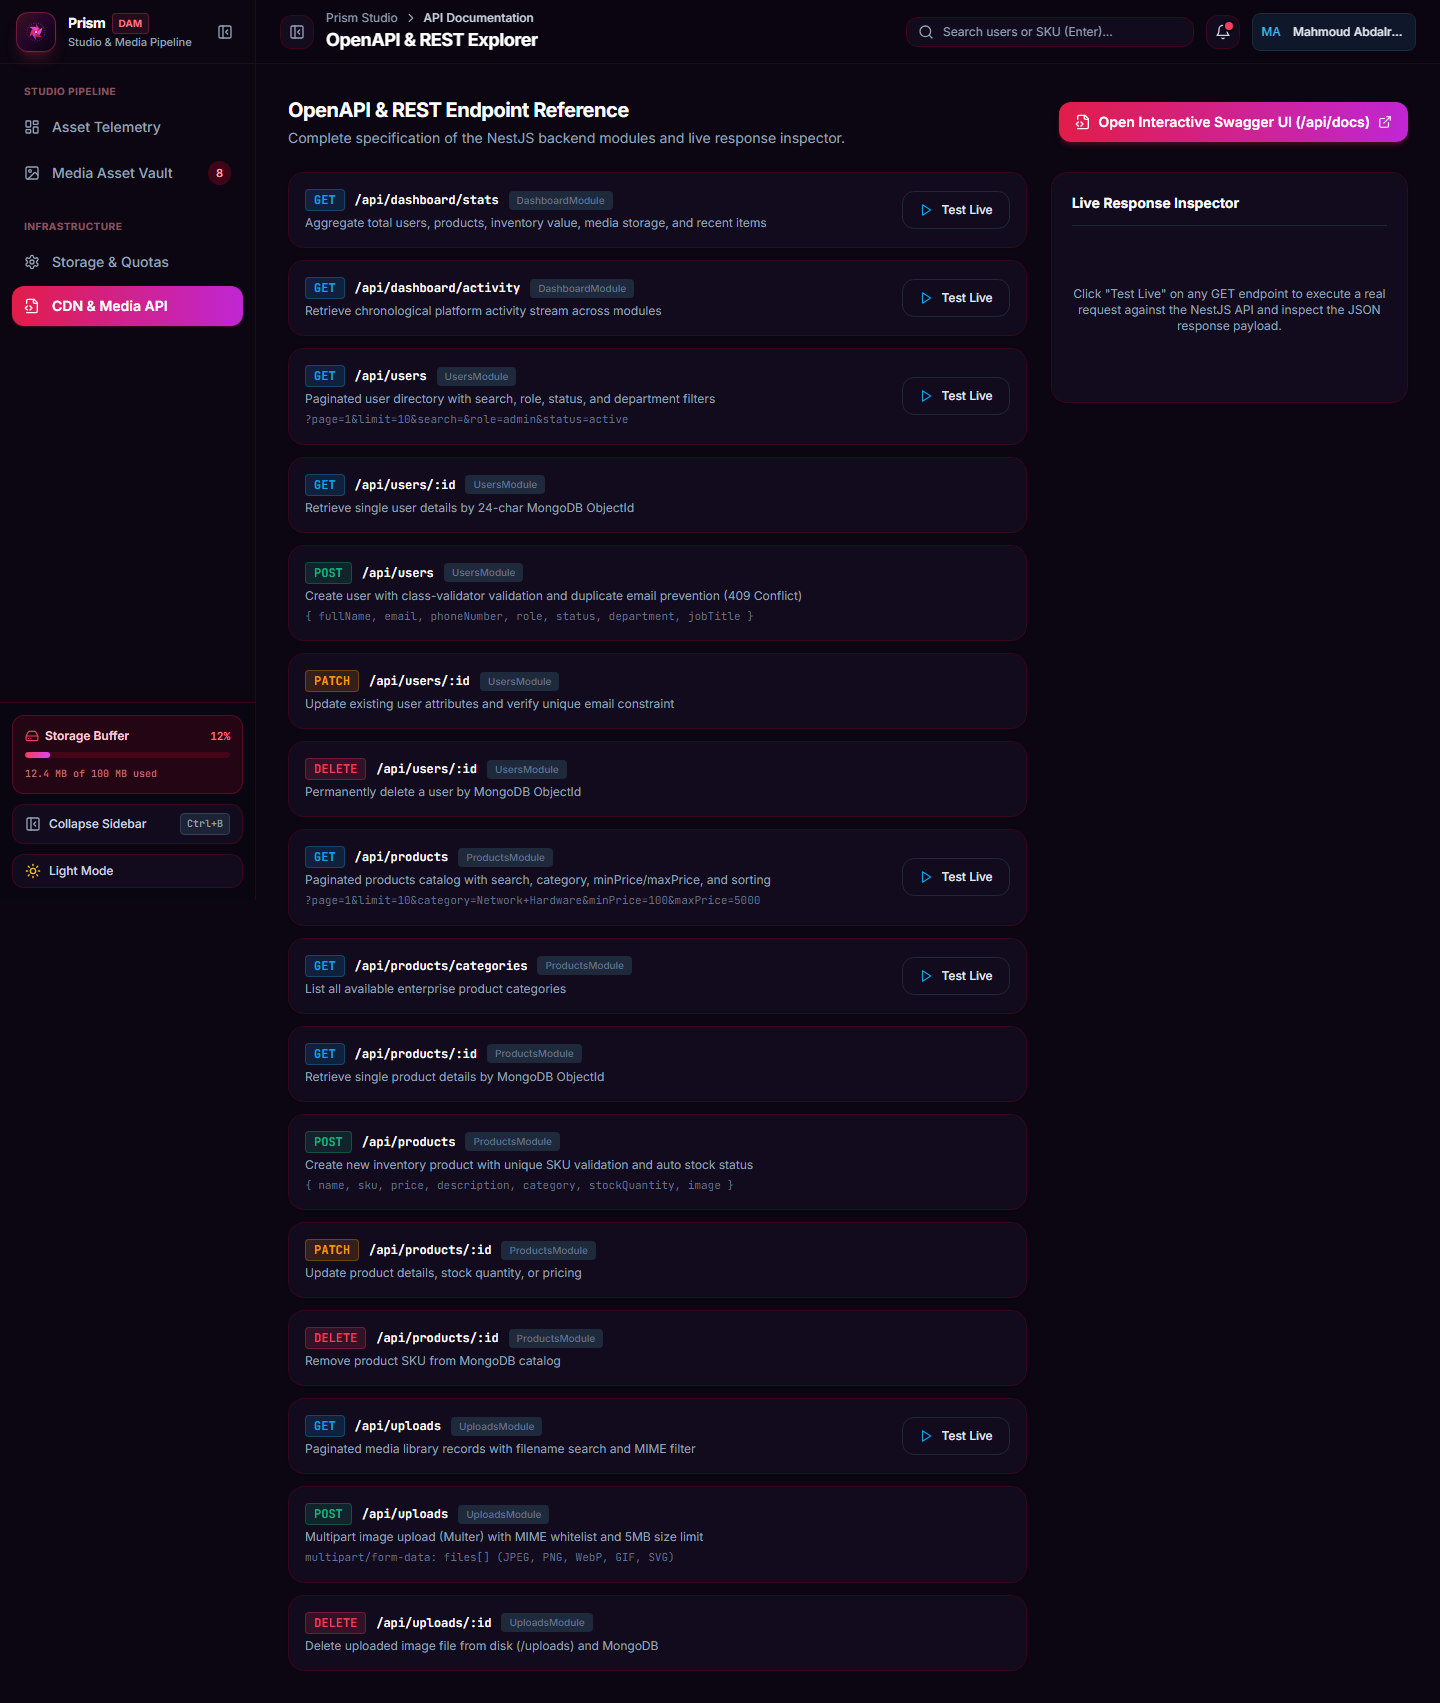 Prism DAM
Studio & Media Pipeline
Prism Studio > API Documentation
OpenAPI & REST Explorer
Search users or SKU (Enter)...
MA Mahmoud Abdalr...
STUDIO PIPELINE
Asset Telemetry
Media Asset Vault 8
INFRASTRUCTURE
Storage & Quotas
CDN & Media API
Storage Buffer 12%
12.4 MB of 100 MB used
Collapse Sidebar Ctrl+B
Light Mode
OpenAPI & REST Endpoint Reference
Complete specification of the NestJS backend modules and live response inspector.
Open Interactive Swagger UI (/api/docs)
GET /api/dashboard/stats DashboardModule
Aggregate total users, products, inventory value, media storage, and recent items
Test Live
GET /api/dashboard/activity DashboardModule
Retrieve chronological platform activity stream across modules
Test Live
GET /api/users UsersModule
Paginated user directory with search, role, status, and department filters
?page=1&limit=10&search=&role=admin&status=active
Test Live
GET /api/users/:id UsersModule
Retrieve single user details by 24-char MongoDB ObjectId
POST /api/users UsersModule
Create user with class-validator validation and duplicate email prevention (409 Conflict)
{ fullName, email, phoneNumber, role, status, department, jobTitle }
PATCH /api/users/:id UsersModule
Update existing user attributes and verify unique email constraint
DELETE /api/users/:id UsersModule
Permanently delete a user by MongoDB ObjectId
GET /api/products ProductsModule
Paginated products catalog with search, category, minPrice/maxPrice, and sorting
?page=1&limit=10&category=Network+Hardware&minPrice=100&maxPrice=5000
Test Live
GET /api/products/categories ProductsModule
List all available enterprise product categories
Test Live
GET /api/products/:id ProductsModule
Retrieve single product details by MongoDB ObjectId
POST /api/products ProductsModule
Create new inventory product with unique SKU validation and auto stock status
{ name, sku, price, description, category, stockQuantity, image }
PATCH /api/products/:id ProductsModule
Update product details, stock quantity, or pricing
DELETE /api/products/:id ProductsModule
Remove product SKU from MongoDB catalog
GET /api/uploads UploadsModule
Paginated media library records with filename search and MIME filter
Test Live
POST /api/uploads UploadsModule
Multipart image upload (Multer) with MIME whitelist and 5MB size limit
multipart/form-data: files[] (JPEG, PNG, WebP, GIF, SVG)
DELETE /api/uploads/:id UploadsModule
Delete uploaded image file from disk (/uploads) and MongoDB
Live Response Inspector
Click "Test Live" on any GET endpoint to execute a real
request against the NestJS API and inspect the JSON
response payload.